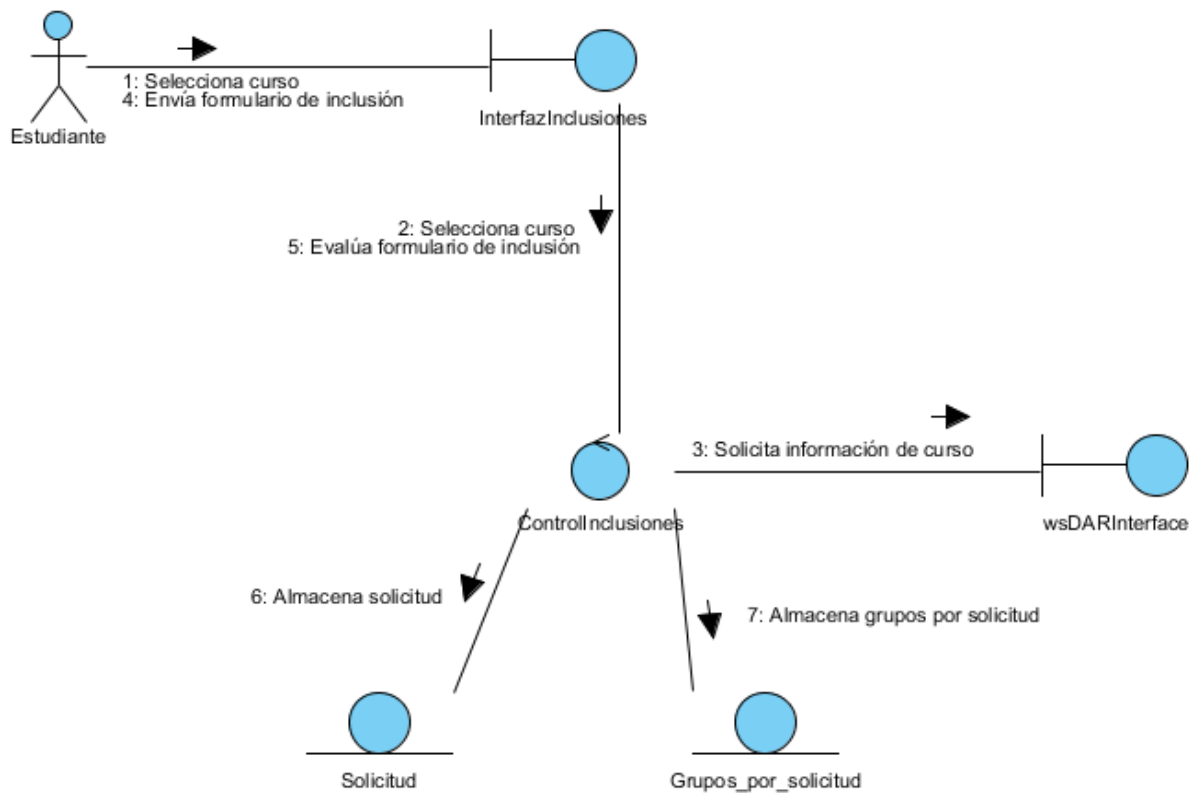 1: Selecciona curso
4: Envía formulario de inclusión
Estudiante
InterfazInclusiones
2: Selecciona curso
5: Evalúa formulario de inclusión
3: Solicita información de curso
ControlInclusiones
wsDARInterface
6: Almacena solicitud
7: Almacena grupos por solicitud
Solicitud
Grupos_por_solicitud